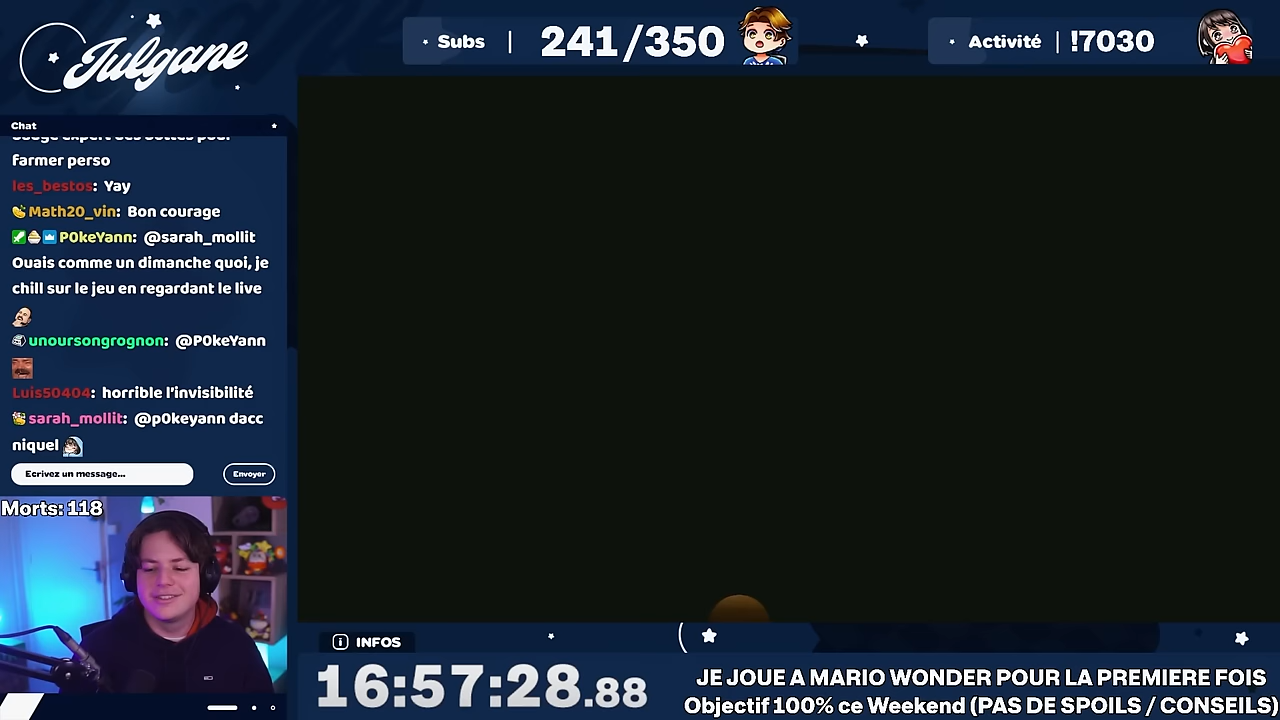 Julgane
Subs | 241/350
Activité | !7030
Chat
farmer perso
les_bestos: Yay
Math20_vin: Bon courage
P0keYann: @sarah_mollit
Ouais comme un dimanche quoi, je
chill sur le jeu en regardant le live
unoursongrognon: @P0keYann
Luis50404: horrible l'invisibilité
sarah_mollit: @p0keyann dacc
niquel
Ecrivez un message...
Envoyer
Morts: 118
INFOS
16:57:28.88
JE JOUE A MARIO WONDER POUR LA PREMIERE FOIS
Objectif 100% ce Weekend (PAS DE SPOILS / CONSEILS)